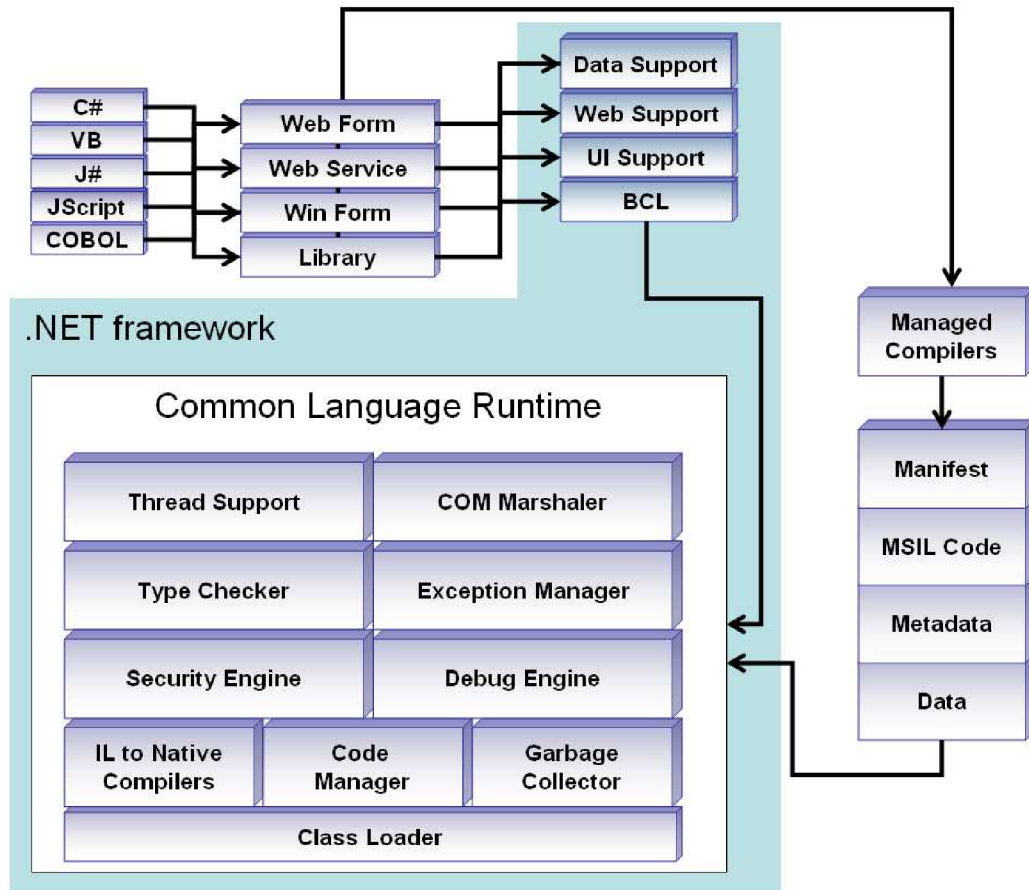 C#
VB
J#
JScript
COBOL
Web Form
Web Service
Win Form
Library
Data Support
Web Support
UI Support
BCL
.NET framework
Common Language Runtime
Thread Support
COM Marshaler
Type Checker
Exception Manager
Security Engine
Debug Engine
IL to Native
Compilers
Code
Manager
Garbage
Collector
Class Loader
Managed
Compilers
Manifest
MSIL Code
Metadata
Data